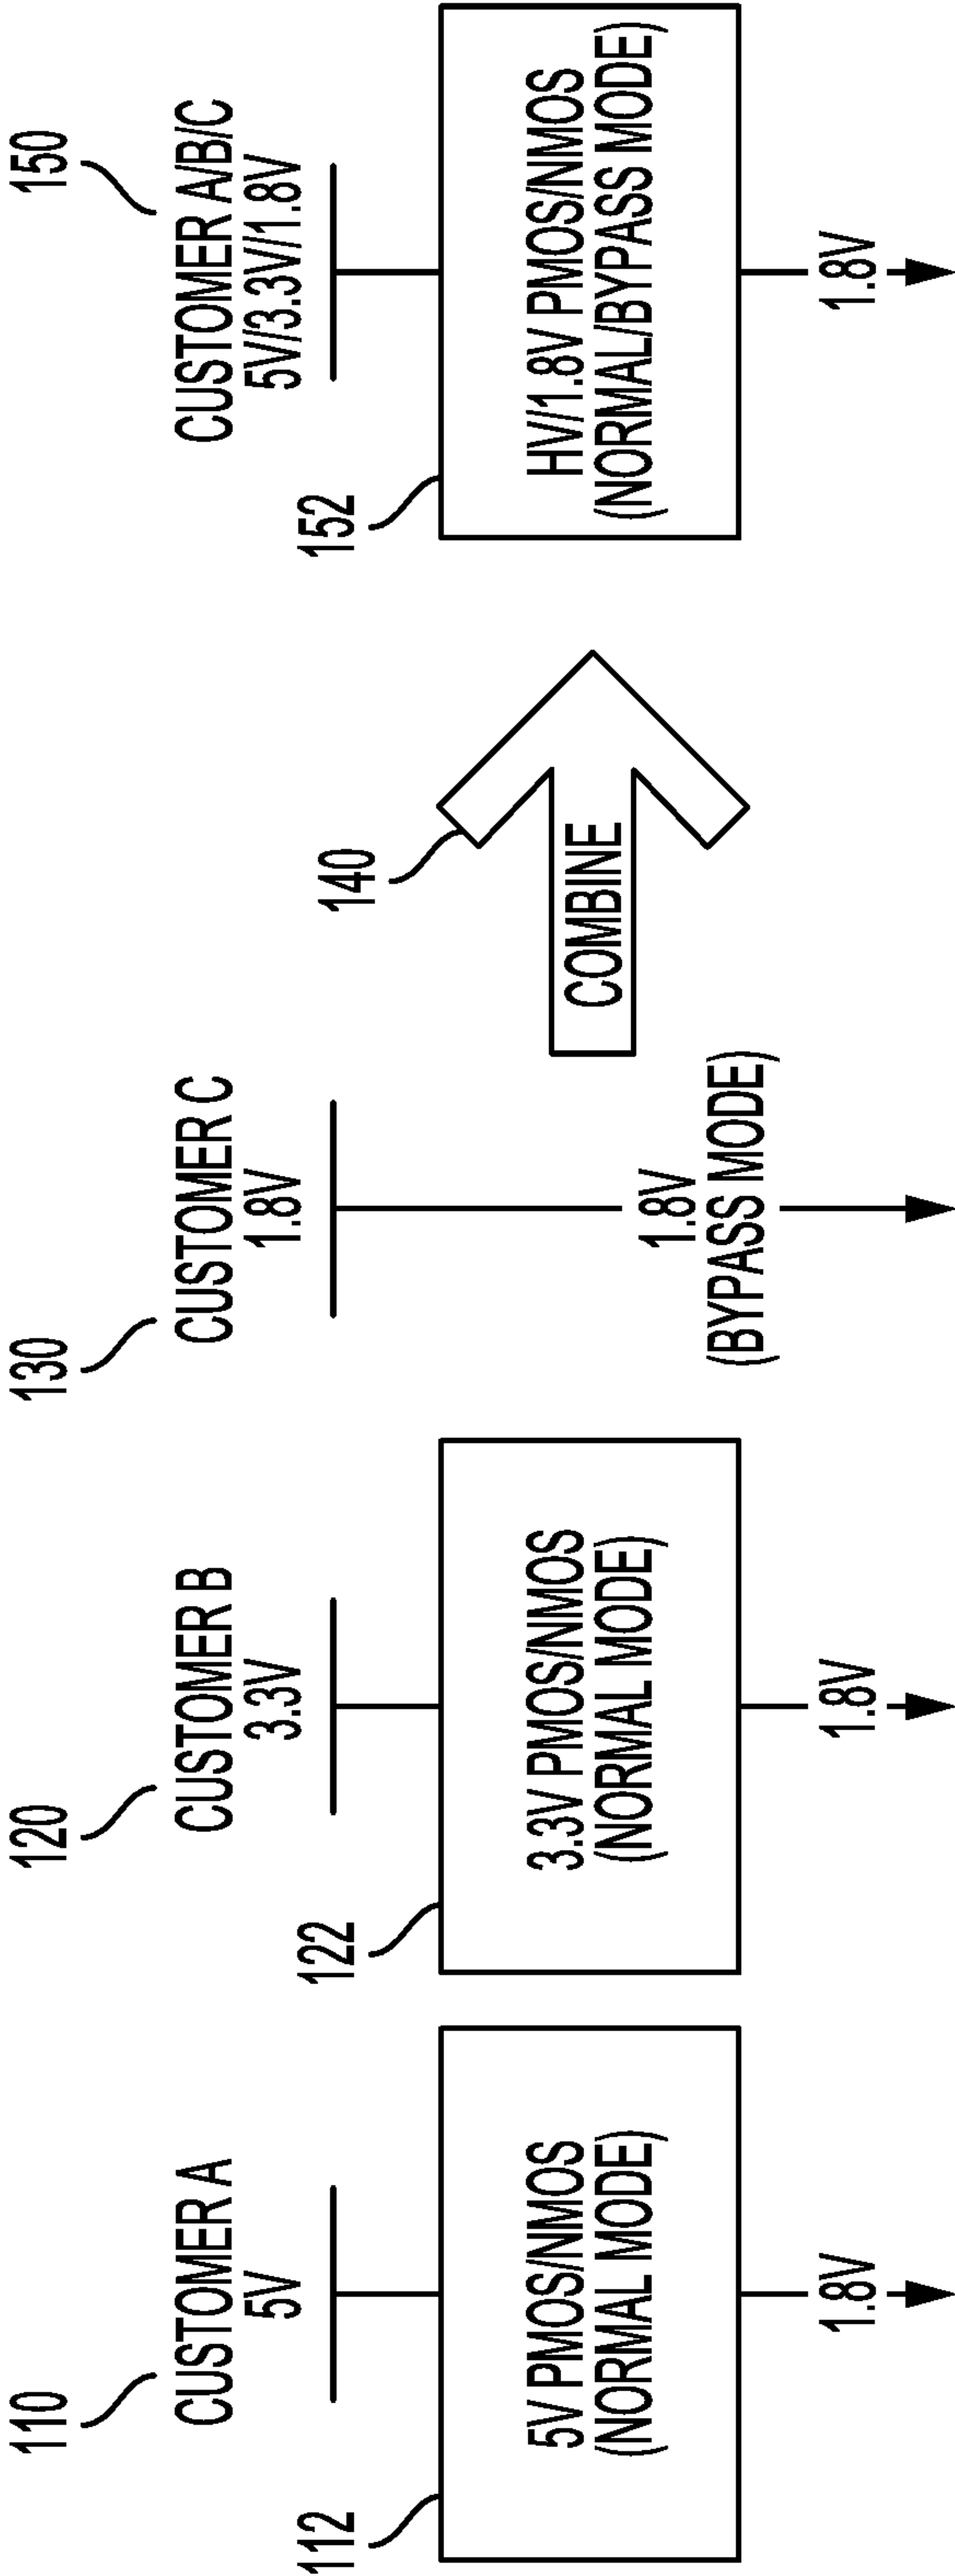 110
CUSTOMER A
5V
112
5V PMOS/NMOS
(NORMAL MODE)
1.8V
120
CUSTOMER B
3.3V
122
3.3V PMOS/NMOS
(NORMAL MODE)
1.8V
130
CUSTOMER C
1.8V
1.8V
(BYPASS MODE)
140
COMBINE
150
CUSTOMER A/B/C
5V/3.3V/1.8V
152
HV/1.8V PMOS/NMOS
(NORMAL/BYPASS MODE)
1.8V